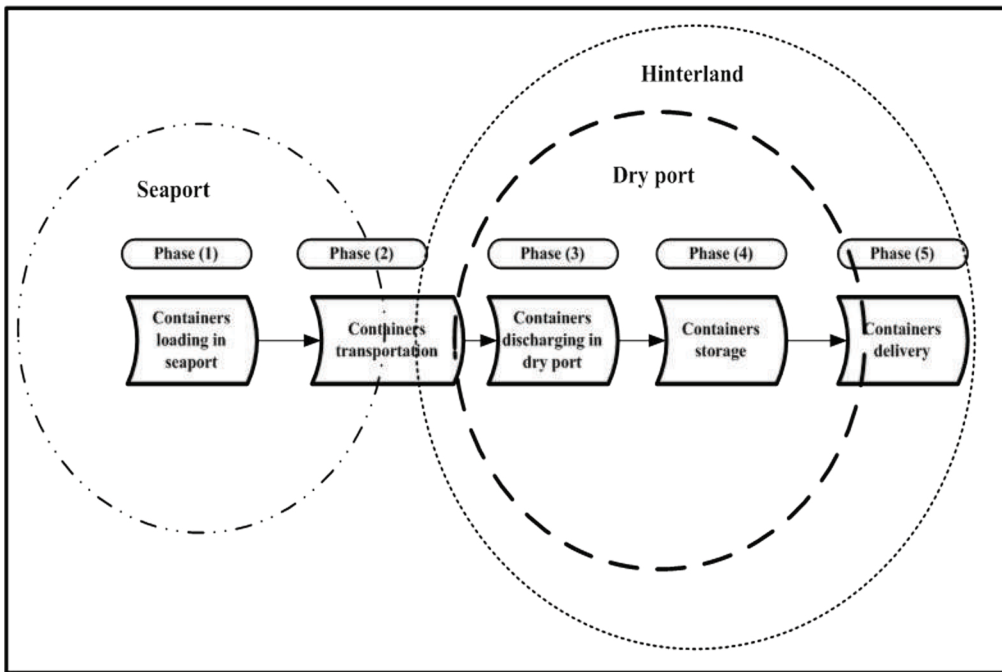 Hinterland
Dry port
Seaport
Phase (1)
Phase (2)
Phase (3)
Phase (4)
Phase (5)
Containers
loading in
seaport
Containers
transportation
Containers
discharging in
dry port
Containers
storage
Containers
delivery